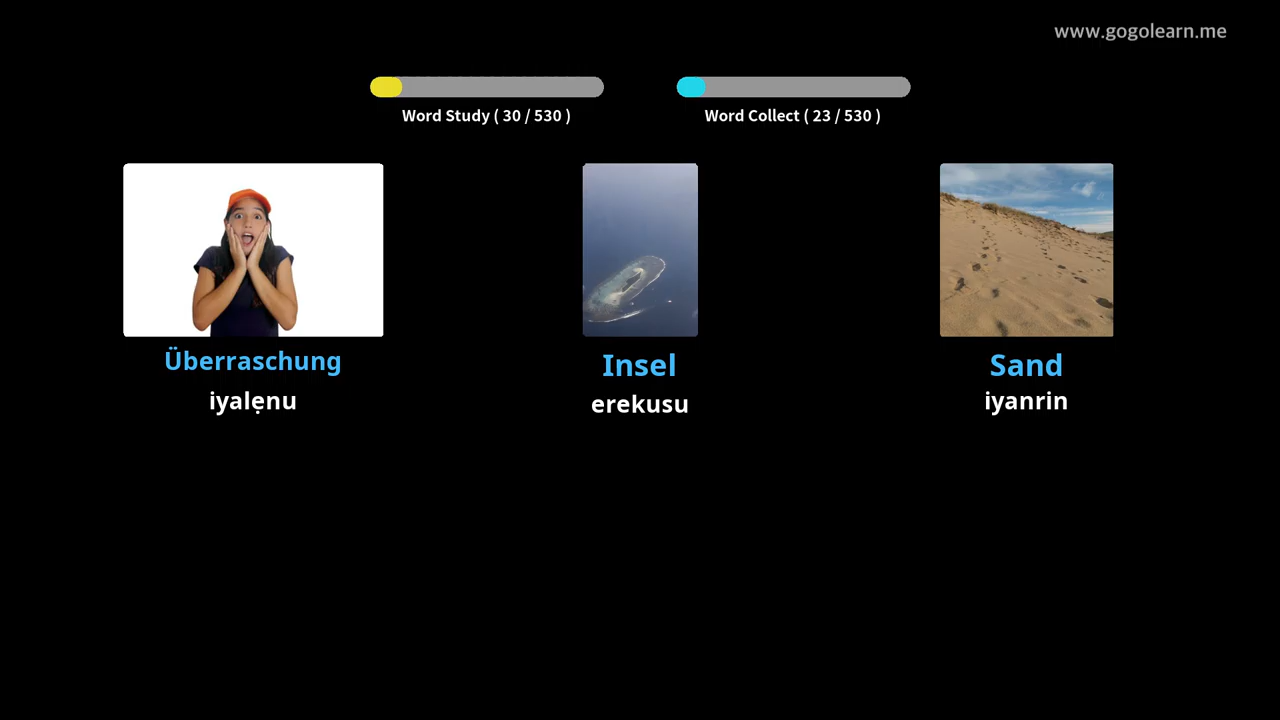 www.gogolearn.me
Word Study ( 30 / 530 )
Word Collect ( 23 / 530 )
Überraschung
iyalẹnu
Insel
erekusu
Sand
iyanrin